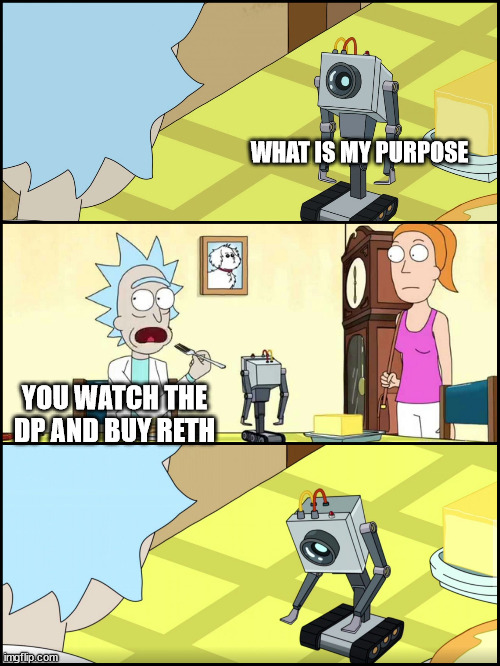 WHAT IS MY PURPOSE
YOU WATCH THE
DP AND BUY RETH
imgflip.com